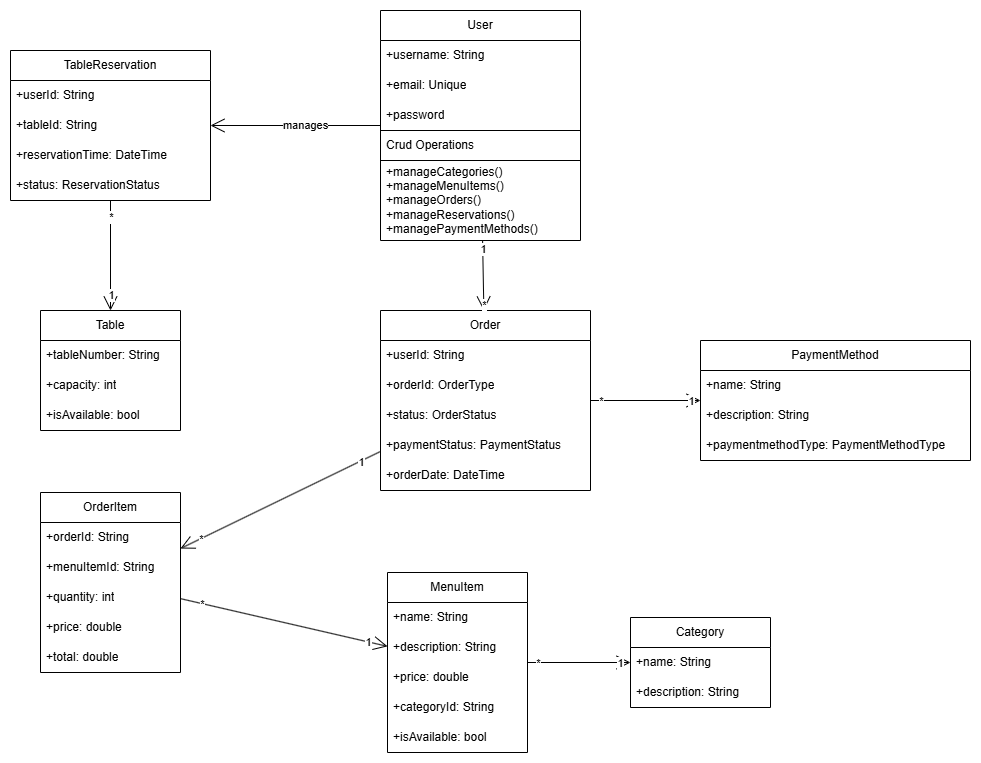 User
+username: String
+email: Unique
+password
Crud Operations
+manageCategories()
+manageMenuItems()
+manageOrders()
+manageReservations()
+managePaymentMethods()
TableReservation
+userId: String
+tableId: String
+reservationTime: DateTime
+status: ReservationStatus
manages
*
1
1
*
Table
+tableNumber: String
+capacity: int
+isAvailable: bool
Order
+userId: String
+orderId: OrderType
+status: OrderStatus
+paymentStatus: PaymentStatus
+orderDate: DateTime
*
1
PaymentMethod
+name: String
+description: String
+paymentmethodType: PaymentMethodType
1
*
OrderItem
+orderId: String
+menuItemId: String
+quantity: int
+price: double
+total: double
*
1
MenuItem
+name: String
+description: String
+price: double
+categoryId: String
+isAvailable: bool
*
1
Category
+name: String
+description: String